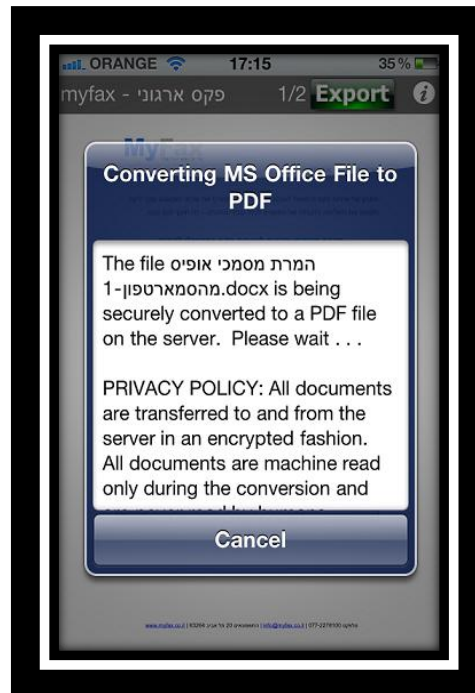 ORANGE 17:15 35%
myfax - פקס ארגוני 1/2 Export i
MyFax
Converting MS Office File to
PDF
The file המרת מסמכי אופיס
מהסמארטפון-1.docx is being
securely converted to a PDF file
on the server. Please wait . . .
PRIVACY POLICY: All documents
are transferred to and from the
server in an encrypted fashion.
All documents are machine read
only during the conversion and
Cancel